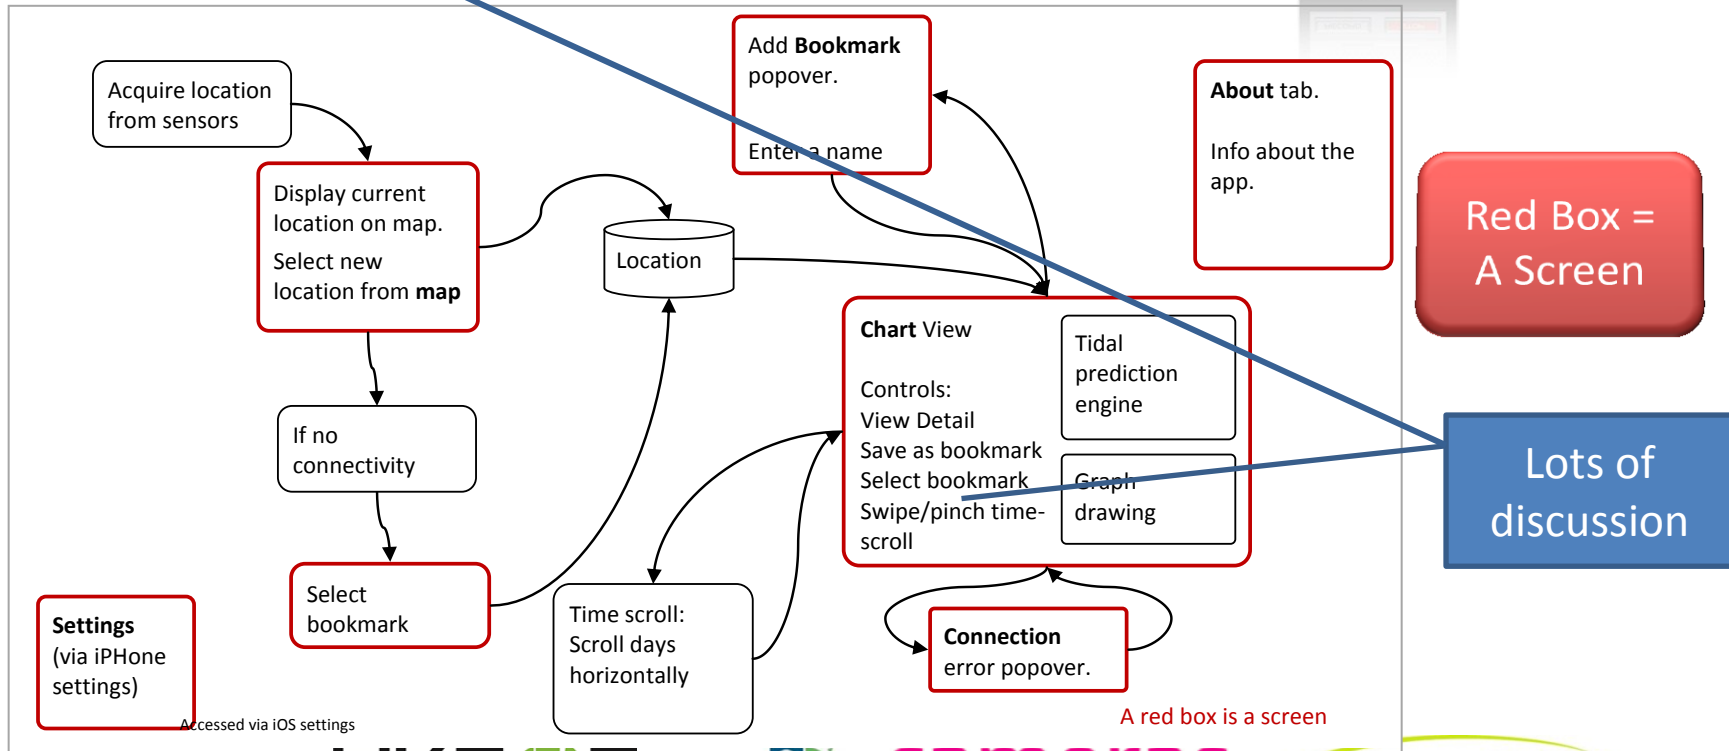 Acquire location
from sensors
Display current
location on map.
Select new
location from map
If no
connectivity
Select
bookmark
Settings
(via iPHone
settings)
Accessed via iOS settings
Location
Add Bookmark
popover.
Enter a name
About tab.
Info about the
app.
Chart View
Controls:
View Detail
Save as bookmark
Select bookmark
Swipe/pinch time-
scroll
Tidal
prediction
engine
Graph
drawing
Time scroll:
Scroll days
horizontally
Connection
error popover.
A red box is a screen
Red Box =
A Screen
Lots of
discussion